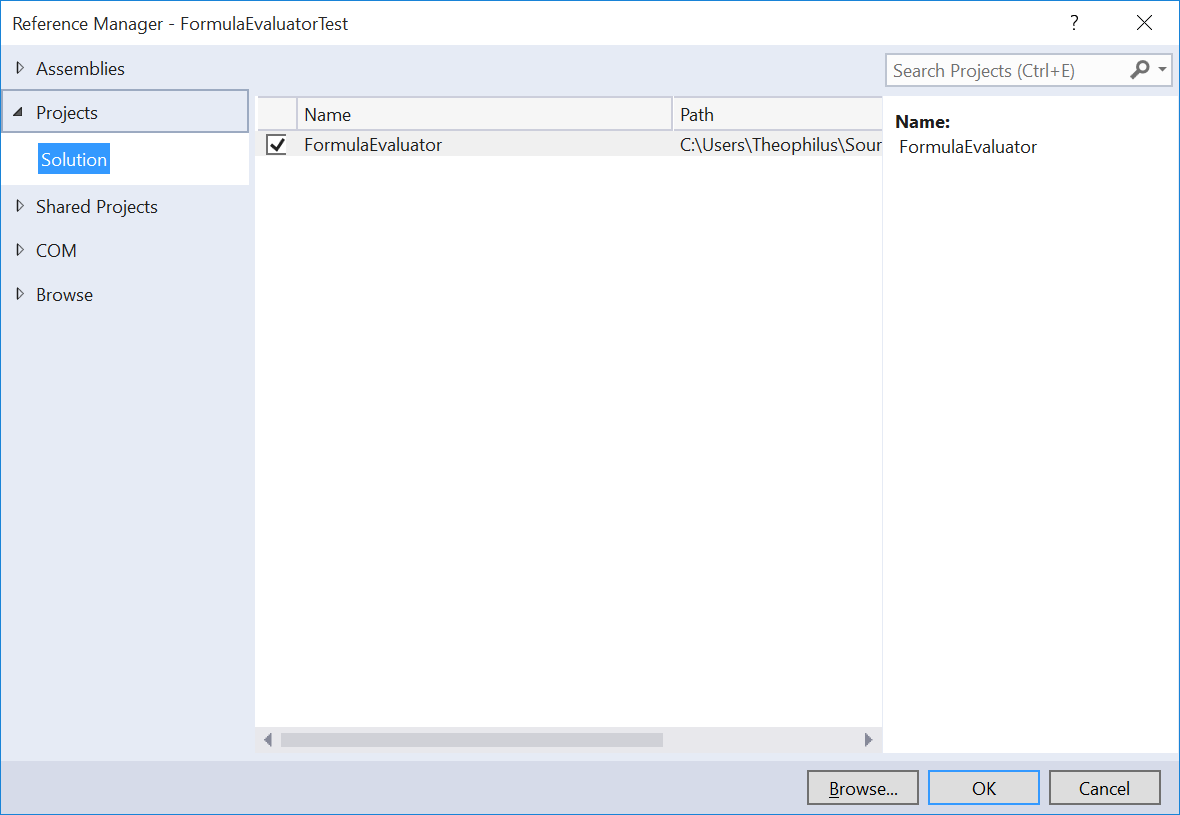 Reference Manager - FormulaEvaluatorTest
?
Assemblies
Search Projects (Ctrl+E)
Projects
Solution
Shared Projects
COM
Browse
Name
Path
FormulaEvaluator
C:\Users\Theophilus\Sour
Name:
FormulaEvaluator
Browse...
OK
Cancel